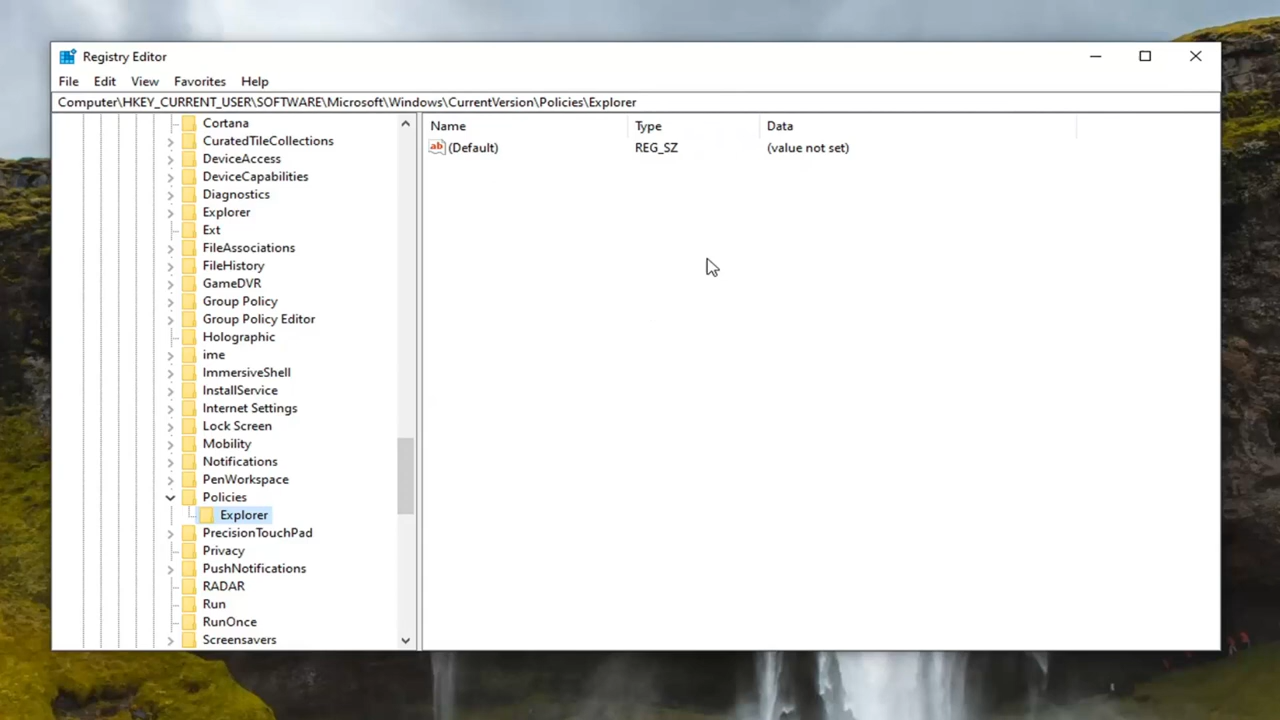 Registry Editor
File Edit View Favorites Help
Computer\HKEY_CURRENT_USER\SOFTWARE\Microsoft\Windows\CurrentVersion\Policies\Explorer
Cortana
CuratedTileCollections
DeviceAccess
DeviceCapabilities
Diagnostics
Explorer
Ext
FileAssociations
FileHistory
GameDVR
Group Policy
Group Policy Editor
Holographic
ime
ImmersiveShell
InstallService
Internet Settings
Lock Screen
Mobility
Notifications
PenWorkspace
Policies
Explorer
PrecisionTouchPad
Privacy
PushNotifications
RADAR
Run
RunOnce
Screensavers
Name Type Data
ab (Default) REG_SZ (value not set)